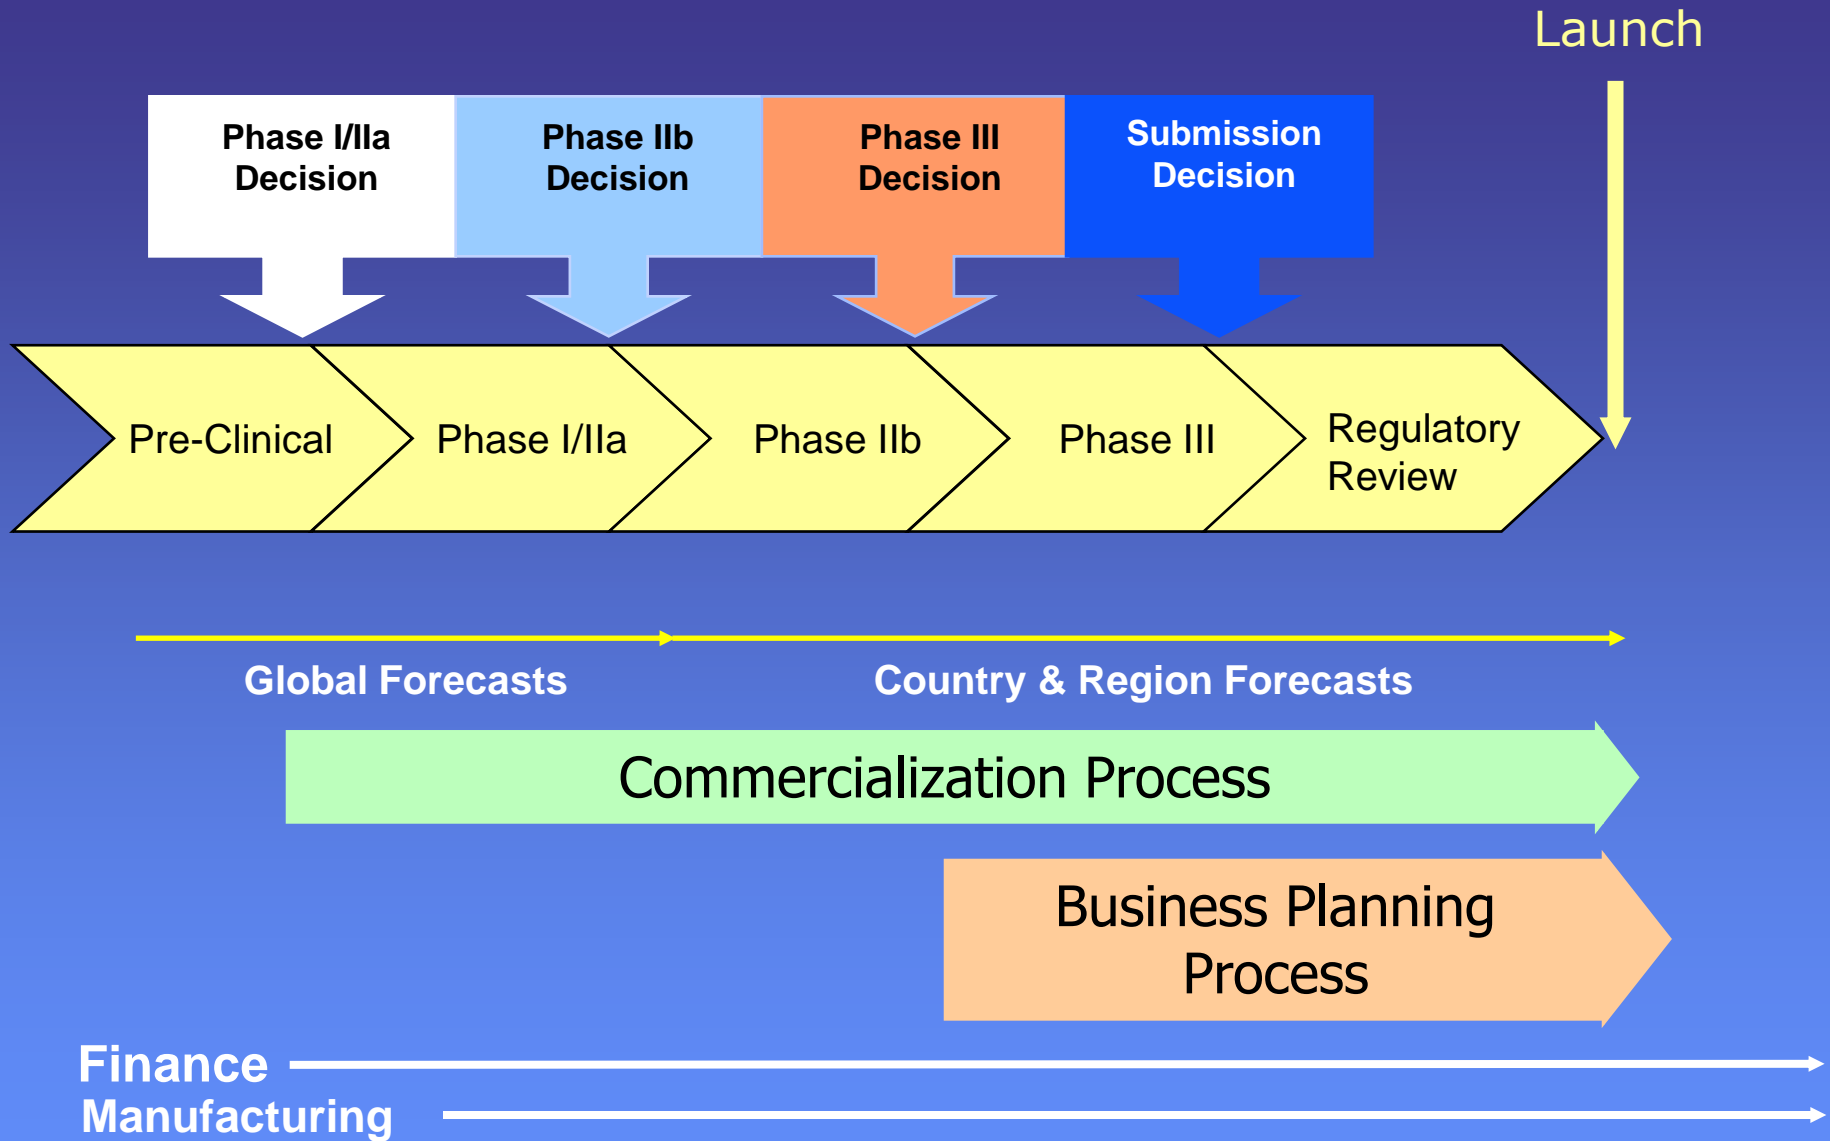 Launch
Phase I/IIa
Decision
Phase IIb
Decision
Phase III
Decision
Submission
Decision
Pre-Clinical
Phase I/IIa
Phase IIb
Phase III
Regulatory
Review
Global Forecasts
Country & Region Forecasts
Commercialization Process
Business Planning
Process
Finance
Manufacturing